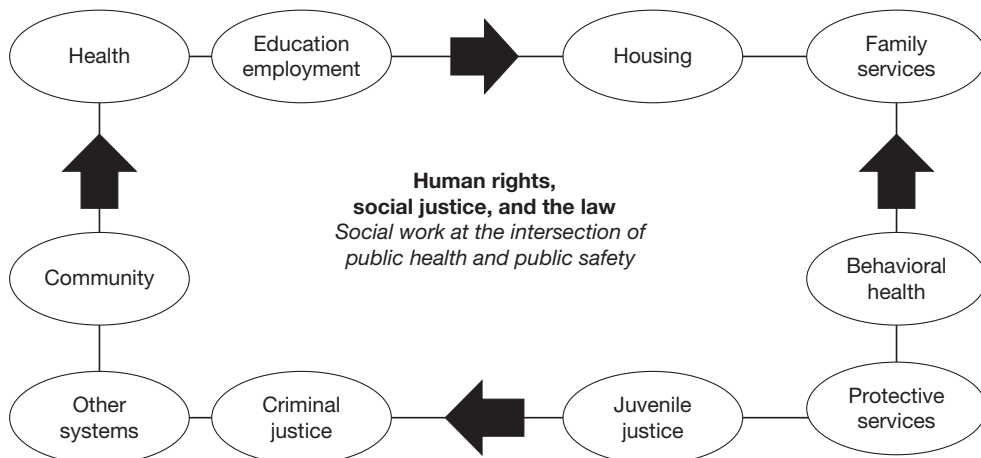 Health
Education
employment
Housing
Family
services
Human rights,
social justice, and the law
Social work at the intersection of
public health and public safety
Community
Behavioral
health
Other
systems
Criminal
justice
Juvenile
justice
Protective
services